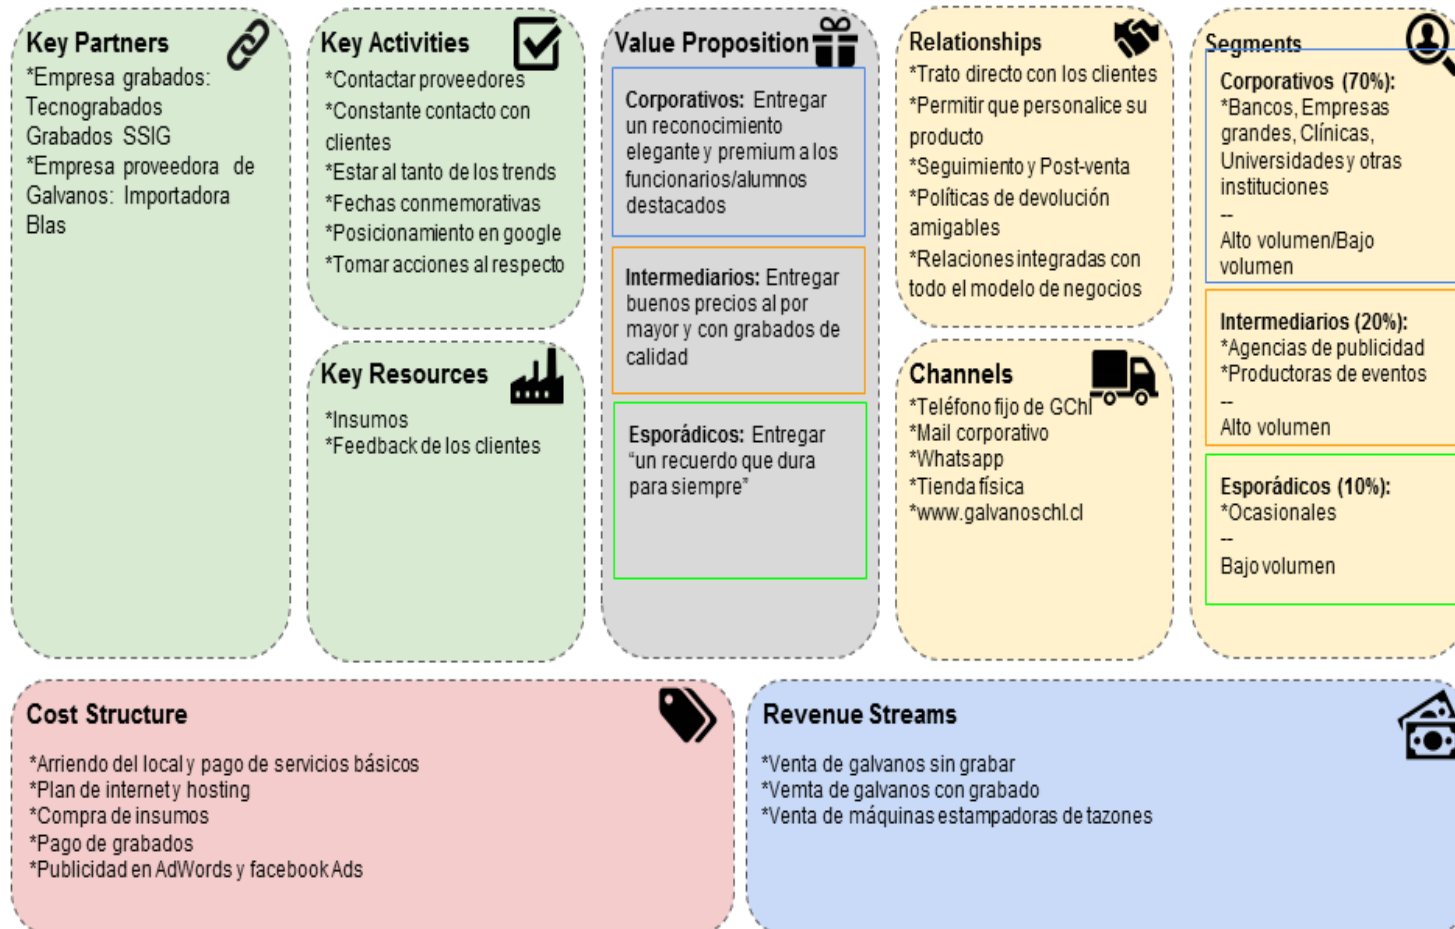 Key Partners
*Empresa grabados:
Tecnograbados
Grabados SSIG
*Empresa proveedora de
Galvanos: Importadora
Blas
Key Activities
*Contactar proveedores
*Constante contacto con
clientes
*Estar al tanto de los trends
*Fechas conmemorativas
*Posicionamiento en google
*Tomar acciones al respecto
Key Resources
*Insumos
*Feedback de los clientes
Value Proposition
Corporativos: Entregar
un reconocimiento
elegante y premium a los
funcionarios/alumnos
destacados
Intermediarios: Entregar
buenos precios al por
mayor y con grabados de
calidad
Esporádicos: Entregar
“un recuerdo que dura
para siempre”
Relationships
*Trato directo con los clientes
*Permitir que personalice su
producto
*Seguimiento y Post-venta
*Políticas de devolución
amigables
*Relaciones integradas con
todo el modelo de negocios
Channels
*Teléfono fijo de GChl
*Mail corporativo
*Whatsapp
*Tienda física
*www.galvanoschl.cl
Segments
Corporativos (70%):
*Bancos, Empresas
grandes, Clínicas,
Universidades y otras
instituciones
--
Alto volumen/Bajo
volumen
Intermediarios (20%):
*Agencias de publicidad
*Productoras de eventos
--
Alto volumen
Esporádicos (10%):
*Ocasionales
--
Bajo volumen
Cost Structure
*Arriendo del local y pago de servicios básicos
*Plan de internet y hosting
*Compra de insumos
*Pago de grabados
*Publicidad en AdWords y facebook Ads
Revenue Streams
*Venta de galvanos sin grabar
*Vemta de galvanos con grabado
*Venta de máquinas estampadoras de tazones